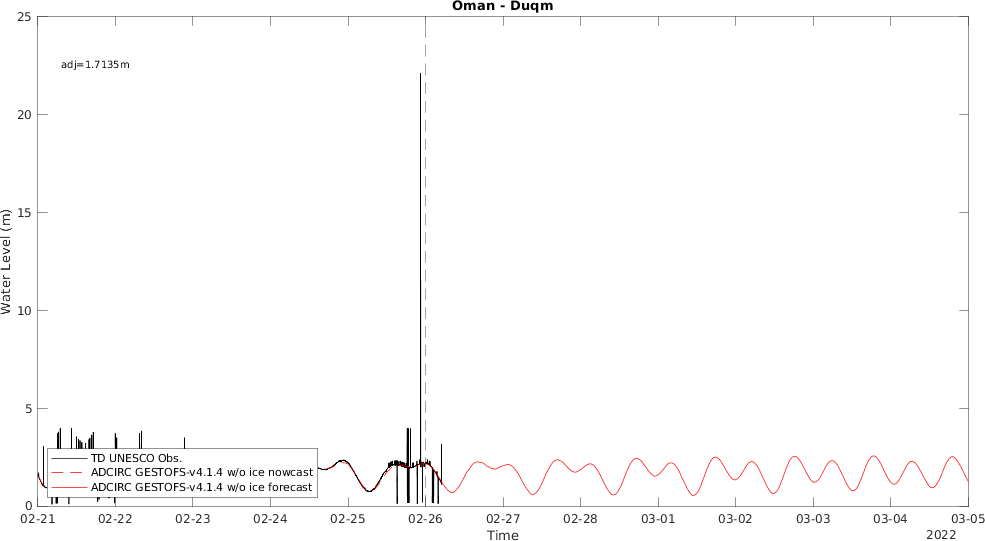 Oman - Duqm
25
adj=1.7135m
20
15
Water Level (m)
10
5
TD UNESCO Obs.
ADCIRC GESTOFS-v4.1.4 w/o ice nowcast
ADCIRC GESTOFS-v4.1.4 w/o ice forecast
0
02-21 02-22 02-23 02-24 02-25 02-26 02-27 02-28 03-01 03-02 03-03 03-04 03-05
Time
2022